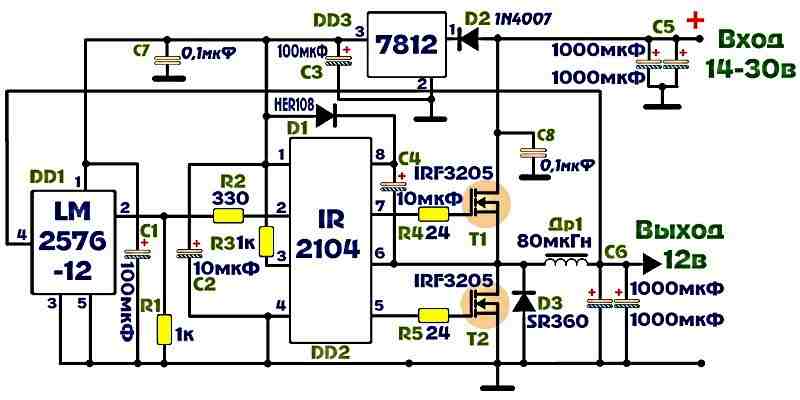 DD3
D2 1N4007
C5
+
C7
0,1мкФ
100мкФ
+
C3
3
7812
1
2
1000мкФ
+
+
1000мкФ
Вход
14-30в
HER108
D1
C8
0,1мкФ
DD1
1
LM
2576
-12
4
2
3
5
C1
+
100мкФ
R1
1к
R2
330
R3 1к
+
10мкФ
C2
1
2
3
4
IR
2104
8
7
6
5
DD2
C4
+
10мкФ
IRF3205
R4 24
T1
IRF3205
R5 24
T2
Др1
80мкГн
D3
SR360
C6
+
+
Выход
12в
1000мкФ
1000мкФ